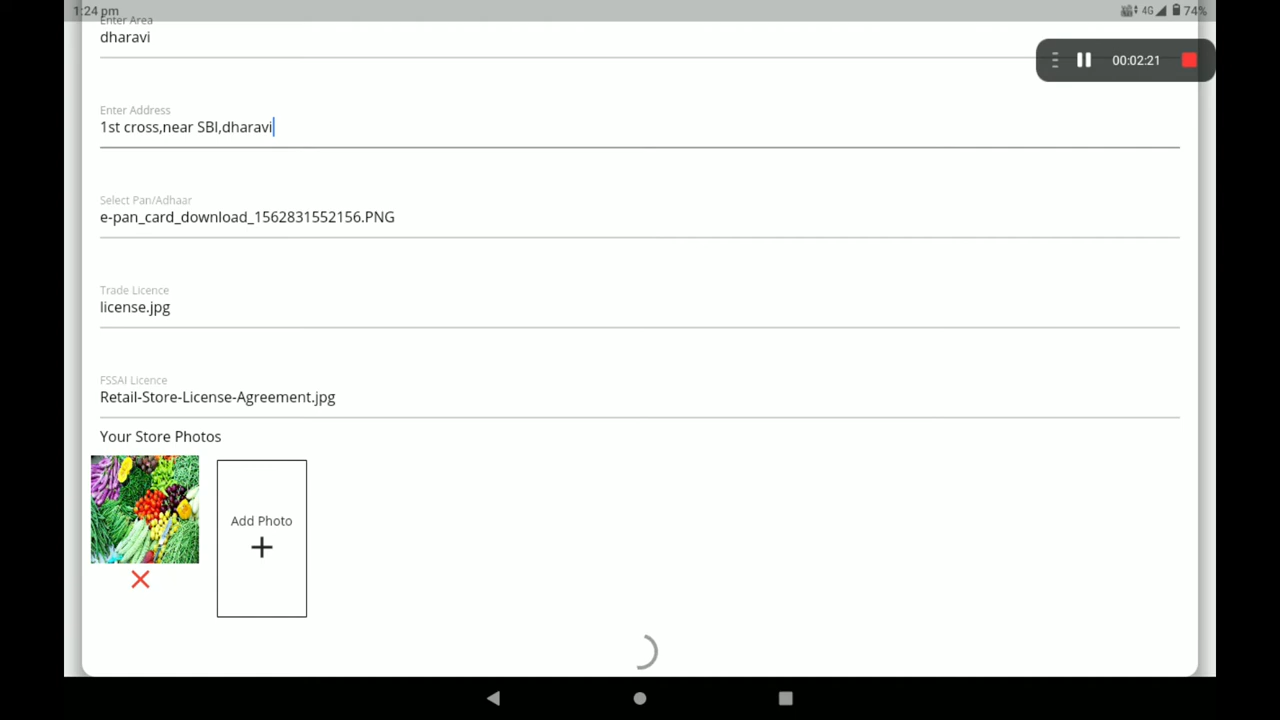 1:24 pm
4G
74%
Enter Area
dharavi
00:02:21
Enter Address
1st cross,near SBI,dharavi
Select Pan/Adhaar
e-pan_card_download_1562831552156.PNG
Trade Licence
license.jpg
FSSAI Licence
Retail-Store-License-Agreement.jpg
Your Store Photos
Add Photo